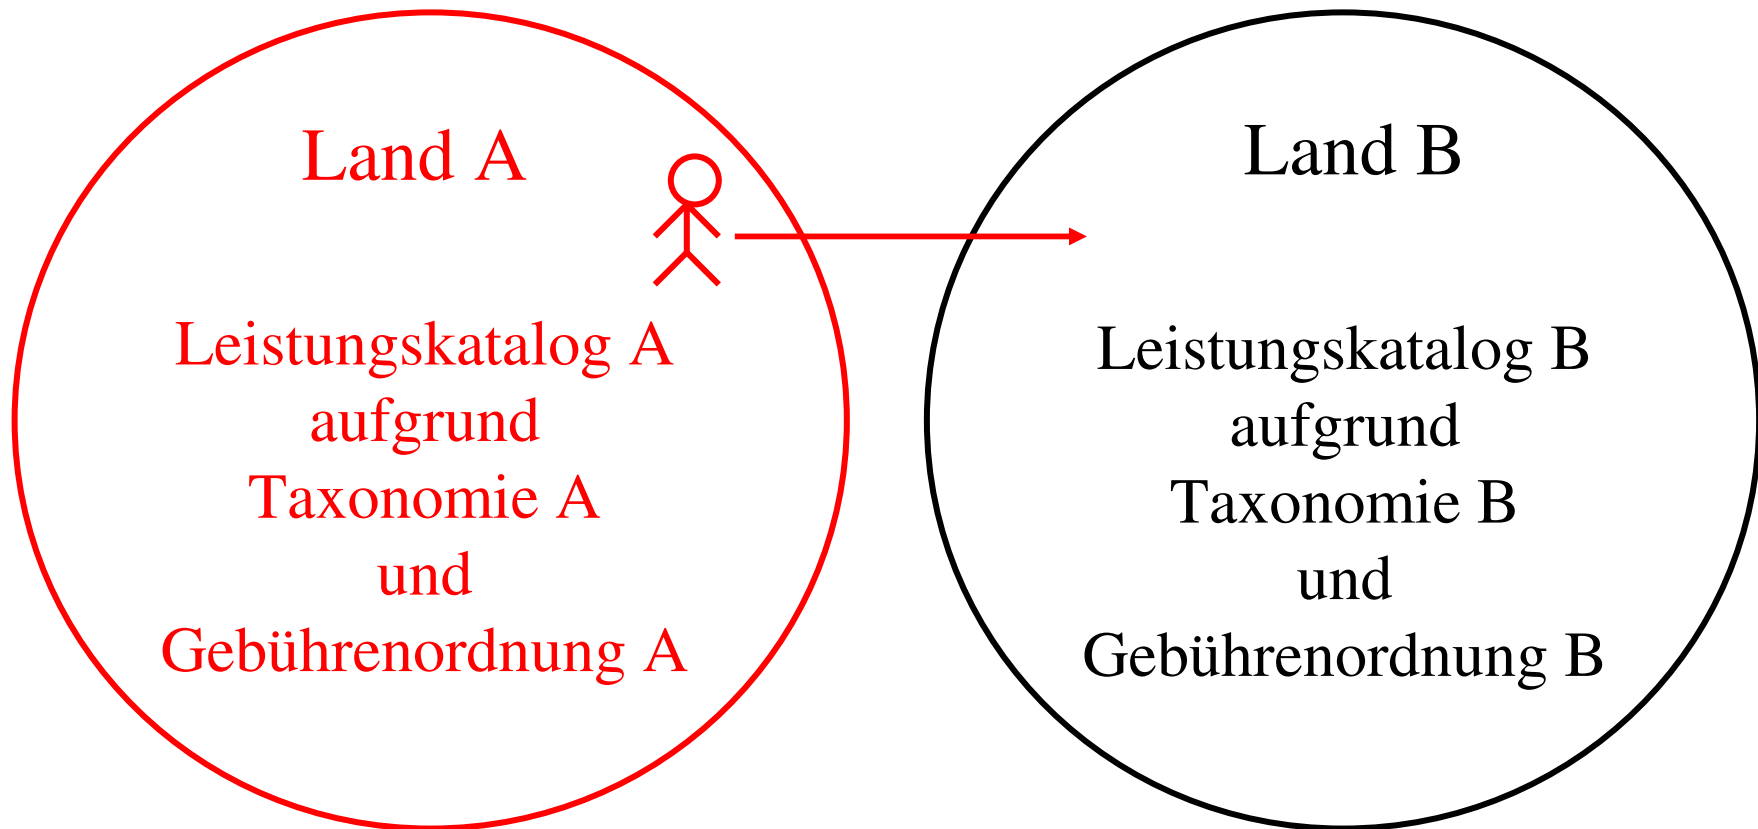 Land A
Leistungskatalog A
aufgrund
Taxonomie A
und
Gebührenordnung A
Land B
Leistungskatalog B
aufgrund
Taxonomie B
und
Gebührenordnung B